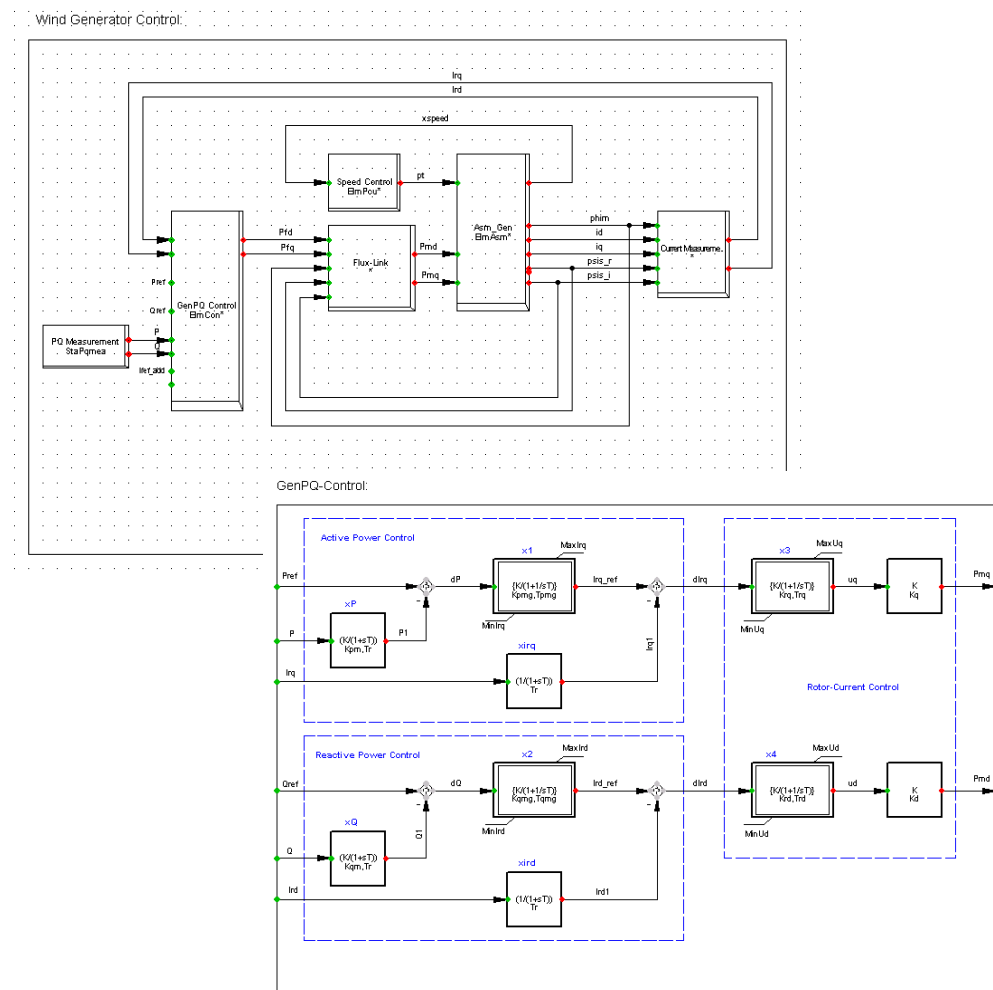 Wind Generator Control:
Irq
Ird
xspeed
Speed Control
ElmPcu*
pt
Asm_Gen
ElmAsm*
phim
id
iq
psis_r
psis_i
Current Measureme..
*
Pfd
Pfq
Flux-Link
*
Pmd
Pmq
Pref
Qref
GenPQ Control
ElmCon*
PQ Measurement
StaPqmea
P
Q
Iref_add
GenPQ-Control:
Active Power Control
Pref
dP
x1
MaxIrq
{K(1+1/sT)}
Kpmg,Tpmg
MinIrq
Irq_ref
dIrq
x3
MaxUq
{K(1+1/sT)}
Krq,Trq
MinUq
uq
K
Kq
Pmq
xP
P
(K/(1+sT))
Kpm,Tr
P1
-
-
Irq1
Irq
xirq
(1/(1+sT))
Tr
Rotor-Current Control
Reactive Power Control
Qref
dQ
x2
MaxIrd
{K(1+1/sT)}
Kqmg,Tqmg
MinIrd
Ird_ref
dIrd
x4
MaxUd
{K(1+1/sT)}
Krd,Trd
MinUd
ud
K
Kd
Pmd
xQ
Q
(K/(1+sT))
Kqm,Tr
Q1
-
-
Ird
xird
(1/(1+sT))
Tr
Ird1